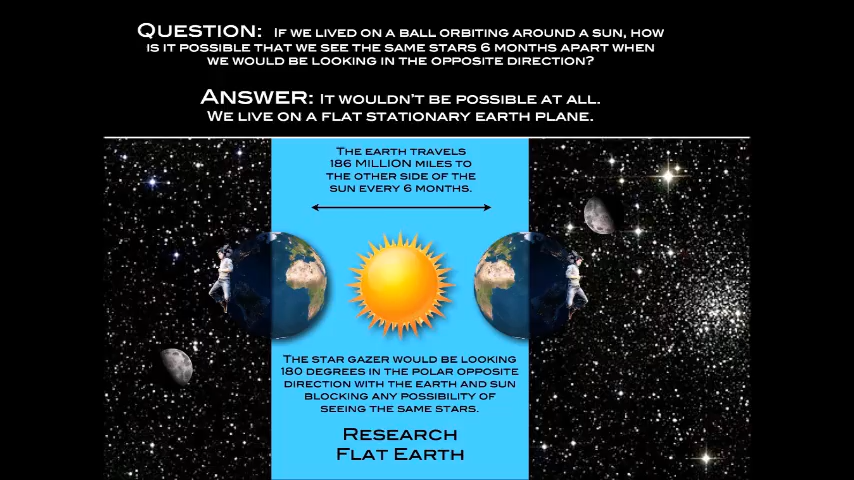 QUESTION: IF WE LIVED ON A BALL ORBITING AROUND A SUN, HOW
IS IT POSSIBLE THAT WE SEE THE SAME STARS 6 MONTHS APART WHEN
WE WOULD BE LOOKING IN THE OPPOSITE DIRECTION?
ANSWER: IT WOULDN'T BE POSSIBLE AT ALL.
WE LIVE ON A FLAT STATIONARY EARTH PLANE.
THE EARTH TRAVELS
186 MILLION MILES TO
THE OTHER SIDE OF THE
SUN EVERY 6 MONTHS.
THE STAR GAZER WOULD BE LOOKING
180 DEGREES IN THE POLAR OPPOSITE
DIRECTION WITH THE EARTH AND SUN
BLOCKING ANY POSSIBILITY OF
SEEING THE SAME STARS.
RESEARCH
FLAT EARTH